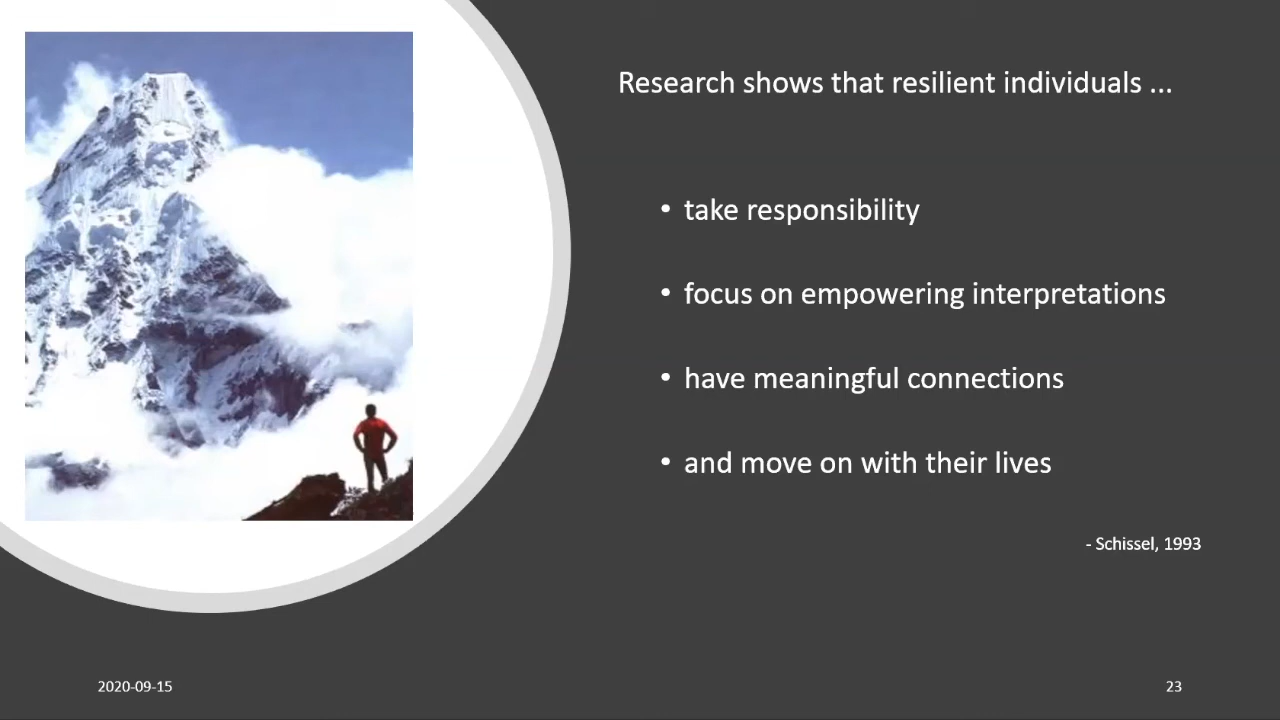 Research shows that resilient individuals ...
• take responsibility
• focus on empowering interpretations
• have meaningful connections
• and move on with their lives
- Schissel, 1993
2020-09-15
23